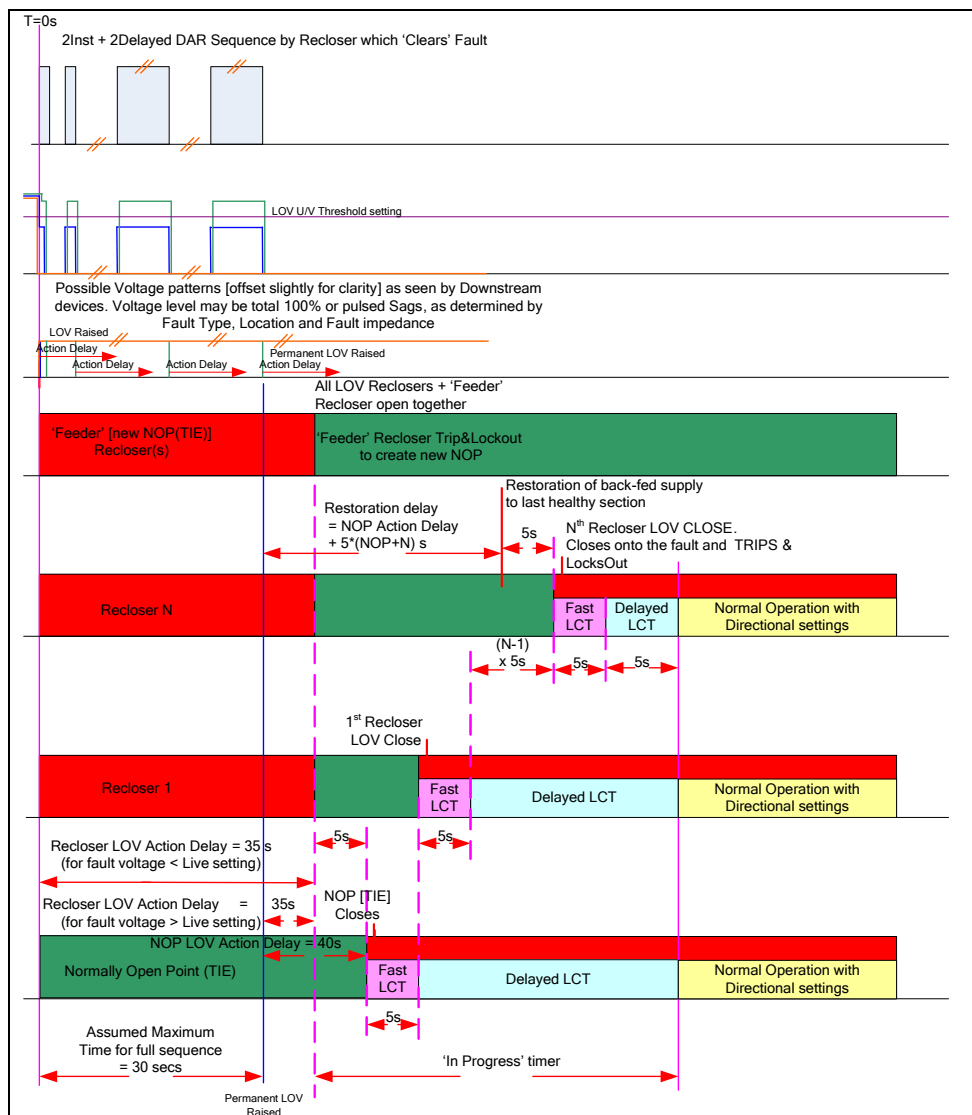 T=0s
2Inst + 2Delayed DAR Sequence by Recloser which 'Clears' Fault
LOV U/V Threshold setting
Possible Voltage patterns [offset slightly for clarity] as seen by Downstream
devices. Voltage level may be total 100% or pulsed Sags, as determined by
Fault Type, Location and Fault impedance
LOV Raised
Permanent LOV Raised
Action Delay
Action Delay
Action Delay
Action Delay
All LOV Reclosers + 'Feeder'
Recloser open together
'Feeder' [new NOP(TIE)]
Recloser(s)
'Feeder' Recloser Trip&Lockout
to create new NOP
Restoration of back-fed supply
to last healthy section
Restoration delay
= NOP Action Delay
+ 5*(NOP+N) s
5s
Nth Recloser LOV CLOSE.
Closes onto the fault and TRIPS &
LocksOut
Recloser N
Fast
LCT
Delayed
LCT
Normal Operation with
Directional settings
(N-1)
x 5s
5s
5s
1st Recloser
LOV Close
Recloser 1
Fast
LCT
Delayed LCT
Normal Operation with
Directional settings
5s
5s
Recloser LOV Action Delay = 35 s
(for fault voltage < Live setting)
Recloser LOV Action Delay =
(for fault voltage > Live setting)
35s
NOP [TIE]
Closes
NOP LOV Action Delay = 40s
Normally Open Point (TIE)
Fast
LCT
Delayed LCT
Normal Operation with
Directional settings
5s
Assumed Maximum
Time for full sequence
= 30 secs
'In Progress' timer
Permanent LOV
Raised